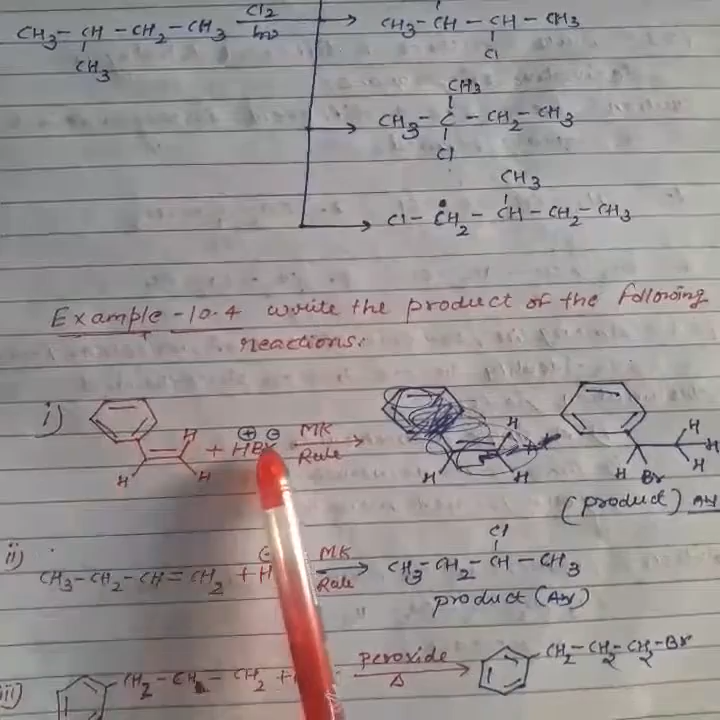 CH3 - CH - CH2 - CH3 Cl2 hν CH3 - CH - CH - CH3
CH3 Cl
CH3
CH3 - C - CH2 - CH3
Cl
CH3
Cl - CH2 - CH - CH2 - CH3
Example - 10.4 write the product of the following
reactions:
i) H H H + HBr ⊕ ⊖ MK Rule H H H H Br H H H
(product) Ans
ii) CH3 - CH2 - CH = CH2 + H MK Rule CH3 - CH2 - CH - CH3 Cl
product (Ans)
iii) CH2 - CH - CH2 + peroxide Δ CH2 - CH2 - CH2 - Br